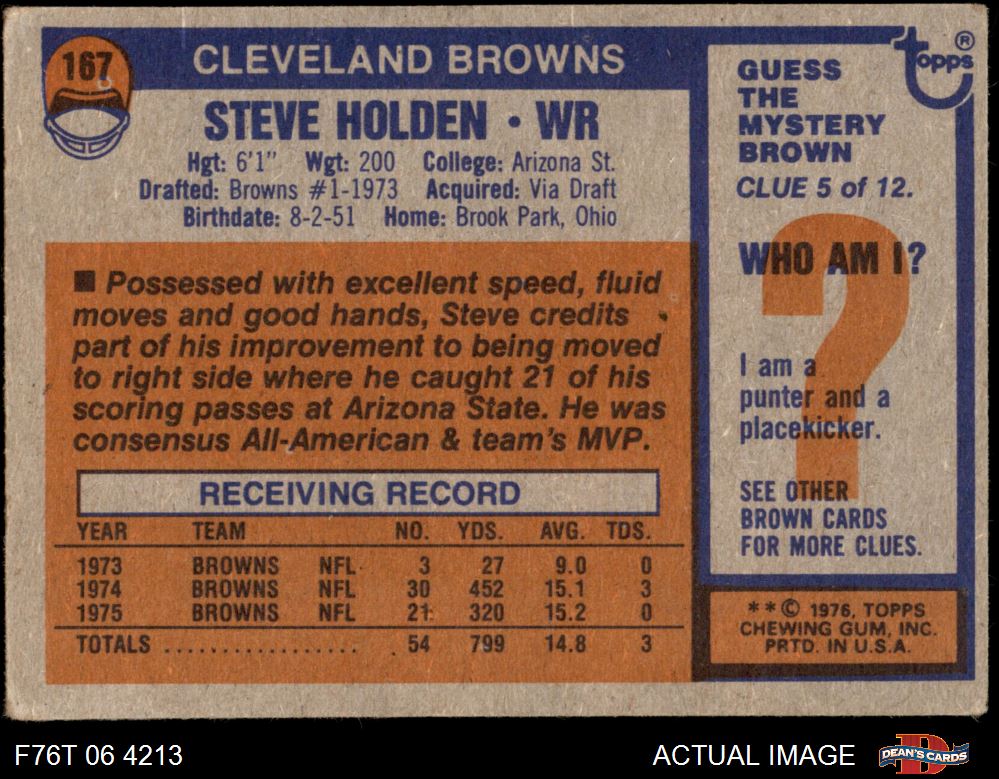 167
CLEVELAND BROWNS
STEVE HOLDEN • WR
Hgt: 6'1" Wgt: 200 College: Arizona St.
Drafted: Browns #1-1973 Acquired: Via Draft
Birthdate: 8-2-51 Home: Brook Park, Ohio
■ Possessed with excellent speed, fluid
moves and good hands, Steve credits
part of his improvement to being moved
to right side where he caught 21 of his
scoring passes at Arizona State. He was
consensus All-American & team's MVP.
RECEIVING RECORD
YEAR TEAM NO. YDS. AVG. TDS.
1973 BROWNS NFL 3 27 9.0 0
1974 BROWNS NFL 30 452 15.1 3
1975 BROWNS NFL 21 320 15.2 0
TOTALS ................. 54 799 14.8 3
topps ®
GUESS
THE
MYSTERY
BROWN
CLUE 5 of 12.
WHO AM I?
?
I am a
punter and a
placekicker.
SEE OTHER
BROWN CARDS
FOR MORE CLUES.
**© 1976, TOPPS
CHEWING GUM, INC.
PRTD. IN U.S.A.
F76T 06 4213
ACTUAL IMAGE
D
DEAN'S CARDS